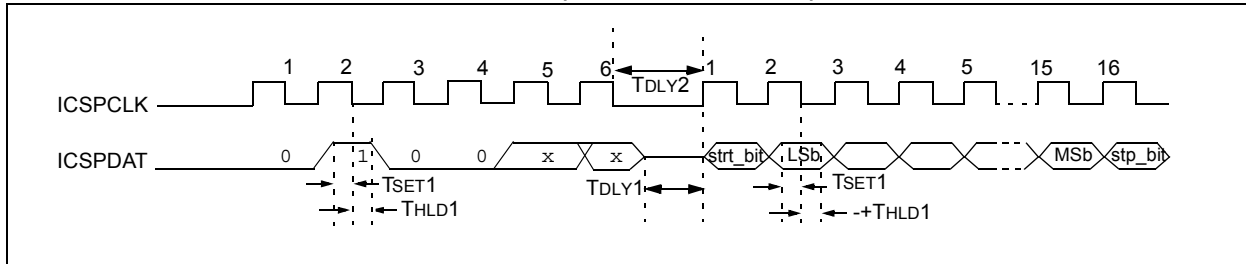 1 2 3 4 5 6 1 2 3 4 5 15 16
TDLY2
ICSPCLK
ICSPDAT
0 1 0 0 x x strt_bit LSb MSb stp_bit
TSET1 TDLY1 TSET1
THLD1 -+THLD1